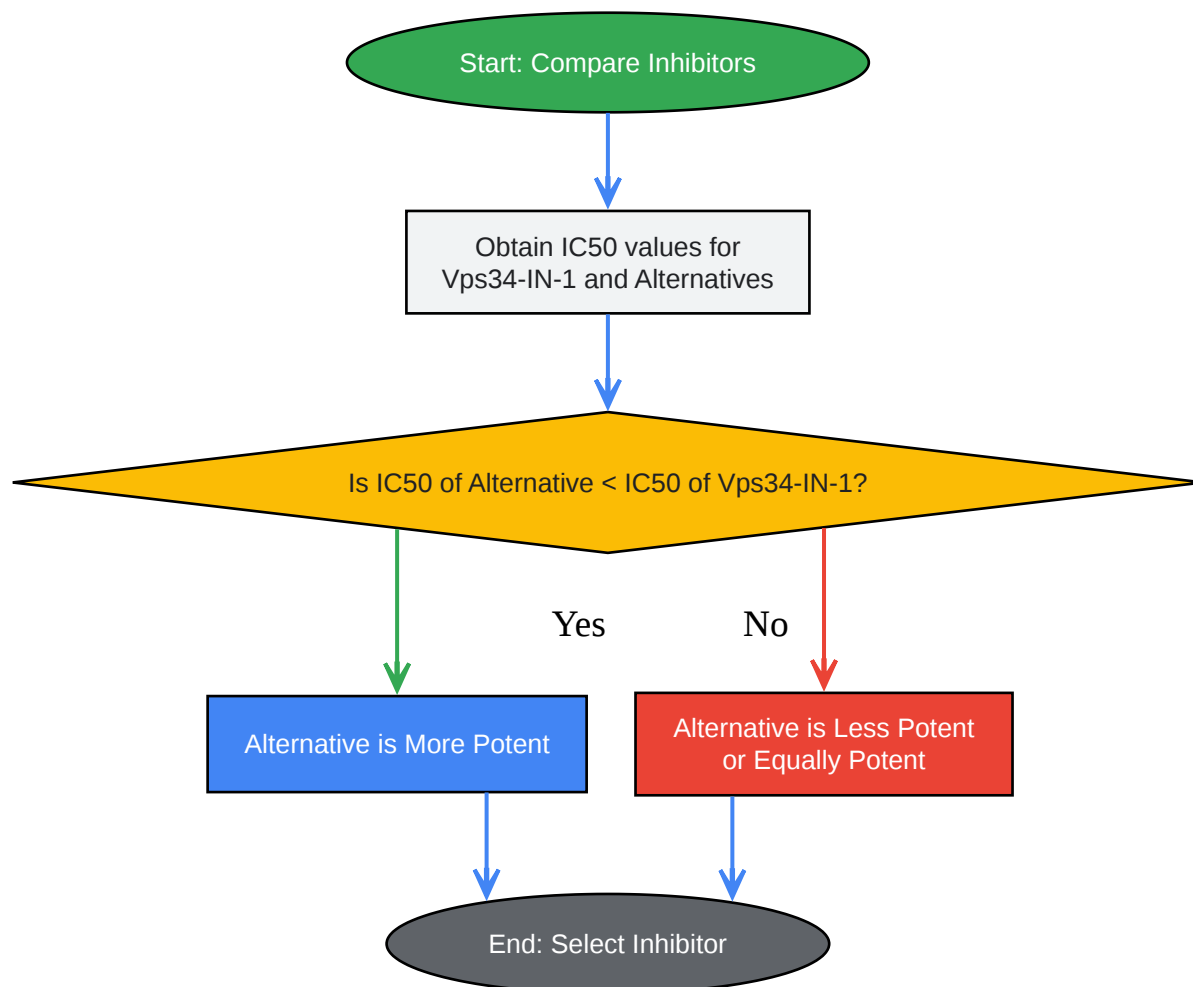 Start: Compare Inhibitors
Obtain IC50 values for
Vps34-IN-1 and Alternatives
Is IC50 of Alternative < IC50 of Vps34-IN-1?
Yes
No
Alternative is More Potent
Alternative is Less Potent
or Equally Potent
End: Select Inhibitor